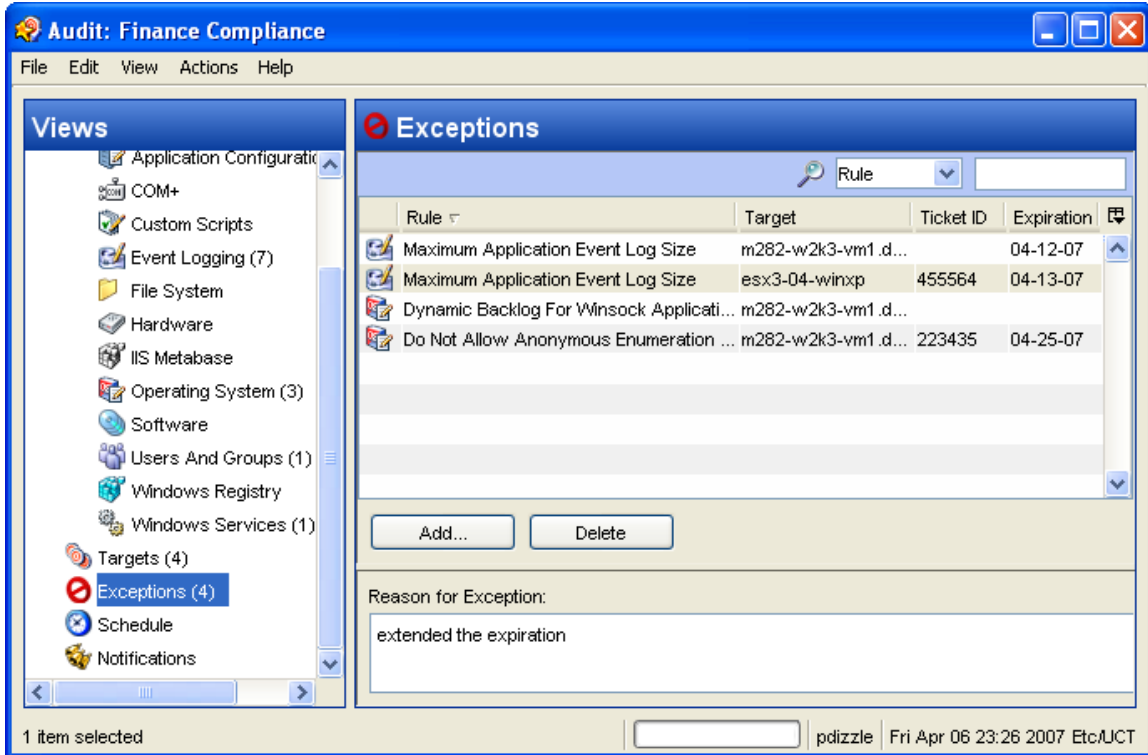 Audit: Finance Compliance
File Edit View Actions Help
Views
Application Configuratic
COM+
Custom Scripts
Event Logging (7)
File System
Hardware
IIS Metabase
Operating System (3)
Software
Users And Groups (1)
Windows Registry
Windows Services (1)
Targets (4)
Exceptions (4)
Schedule
Notifications
Exceptions
Rule
Rule Target Ticket ID Expiration
Maximum Application Event Log Size m282-w2k3-vm1.d... 04-12-07
Maximum Application Event Log Size esx3-04-winxp 455564 04-13-07
Dynamic Backlog For Winsock Applicati... m282-w2k3-vm1.d...
Do Not Allow Anonymous Enumeration ... m282-w2k3-vm1.d... 223435 04-25-07
Add... Delete
Reason for Exception:
extended the expiration
1 item selected pdizzle Fri Apr 06 23:26 2007 Etc/UCT